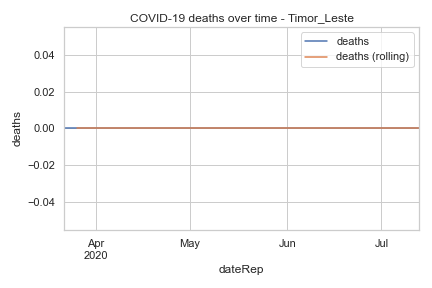 COVID-19 deaths over time - Timor_Leste
deaths
deaths (rolling)
0.04
0.02
0.00
−0.02
−0.04
deaths
Apr
2020
May
Jun
Jul
dateRep